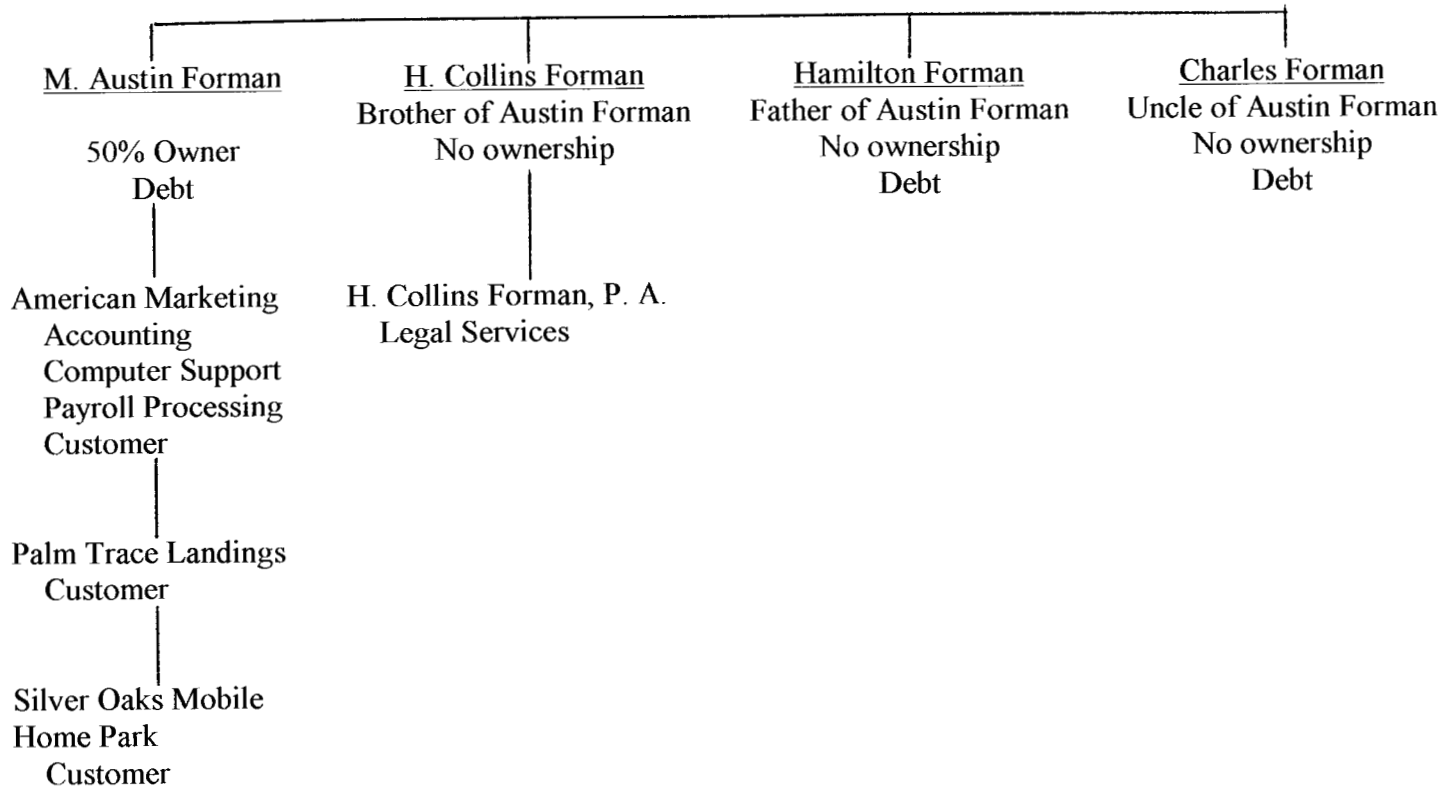 M. Austin Forman
50% Owner
Debt
American Marketing
Accounting
Computer Support
Payroll Processing
Customer
Palm Trace Landings
Customer
Silver Oaks Mobile
Home Park
Customer
H. Collins Forman
Brother of Austin Forman
No ownership
H. Collins Forman, P. A.
Legal Services
Hamilton Forman
Father of Austin Forman
No ownership
Debt
Charles Forman
Uncle of Austin Forman
No ownership
Debt